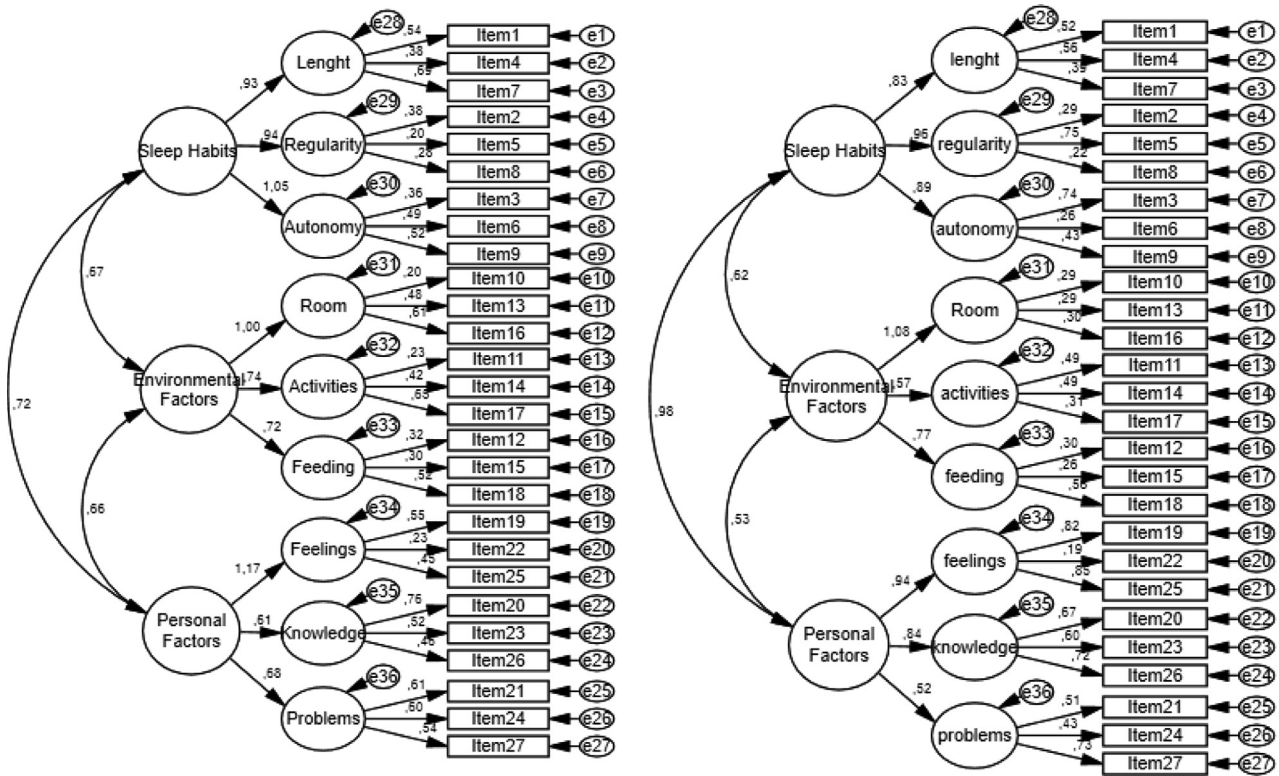 e28
,54
Item1
e1
Lenght
,38
Item4
e2
,69
Item7
e3
,93
e29
,38
Item2
e4
Sleep Habits
,94
Regularity
,20
Item5
e5
,28
Item8
e6
1,05
e30
,36
Item3
e7
Autonomy
,49
Item6
e8
,52
Item9
e9
,67
e31
,20
Item10
e10
Room
,48
Item13
e11
,61
Item16
e12
1,00
e32
,23
Item11
e13
Environmental
Factors
,74
Activities
,42
Item14
e14
,65
Item17
e15
,72
,72
e33
,32
Item12
e16
Feeding
,30
Item15
e17
,52
Item18
e18
,66
e34
,55
Item19
e19
Feelings
,23
Item22
e20
,45
Item25
e21
1,17
e35
,76
Item20
e22
Personal
Factors
,61
Knowledge
,52
Item23
e23
,46
Item26
e24
,68
e36
,61
Item21
e25
Problems
,60
Item24
e26
,54
Item27
e27
e28
,52
Item1
e1
lenght
,56
Item4
e2
,39
Item7
e3
,83
e29
,29
Item2
e4
Sleep Habits
,96
regularity
,75
Item5
e5
,22
Item8
e6
,89
e30
,74
Item3
e7
autonomy
,26
Item6
e8
,43
Item9
e9
,62
e31
,29
Item10
e10
Room
,29
Item13
e11
,30
Item16
e12
1,08
e32
,49
Item11
e13
Environmental
Factors
,57
activities
,49
Item14
e14
,31
Item17
e15
,98
,77
e33
,30
Item12
e16
feeding
,26
Item15
e17
,56
Item18
e18
,53
e34
,82
Item19
e19
feelings
,19
Item22
e20
,85
Item25
e21
,94
e35
,67
Item20
e22
Personal
Factors
,84
knowledge
,60
Item23
e23
,72
Item26
e24
,52
e36
,51
Item21
e25
problems
,43
Item24
e26
,73
Item27
e27